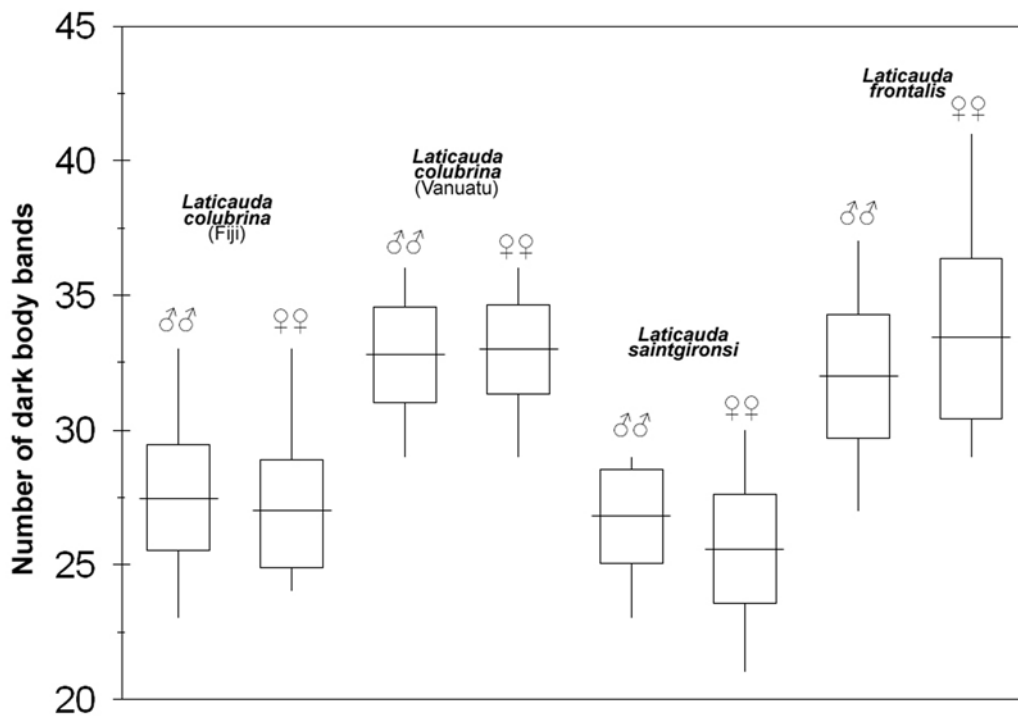 Number of dark body bands
45
40
35
30
25
20
Laticauda
colubrina
(Fiji)
♂♂
♀♀
Laticauda
colubrina
(Vanuatu)
♂♂
♀♀
Laticauda
saintgironsi
♂♂
♀♀
Laticauda
frontalis
♂♂
♀♀